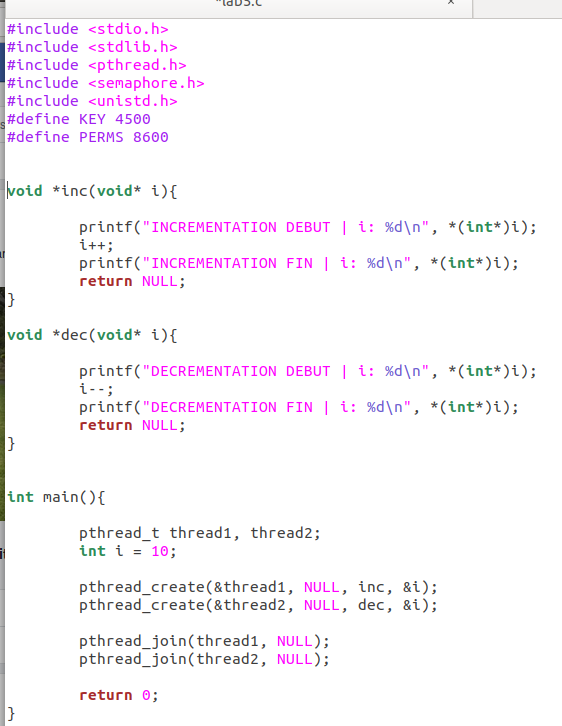 *lab3.c
#include <stdio.h>
#include <stdlib.h>
#include <pthread.h>
#include <semaphore.h>
#include <unistd.h>
#define KEY 4500
#define PERMS 8600
void *inc(void* i){
printf("INCREMENTATION DEBUT | i: %d\n", *(int*)i);
i++;
printf("INCREMENTATION FIN | i: %d\n", *(int*)i);
return NULL;
}
void *dec(void* i){
printf("DECREMENTATION DEBUT | i: %d\n", *(int*)i);
i--;
printf("DECREMENTATION FIN | i: %d\n", *(int*)i);
return NULL;
}
int main(){
pthread_t thread1, thread2;
int i = 10;
pthread_create(&thread1, NULL, inc, &i);
pthread_create(&thread2, NULL, dec, &i);
pthread_join(thread1, NULL);
pthread_join(thread2, NULL);
return 0;
}